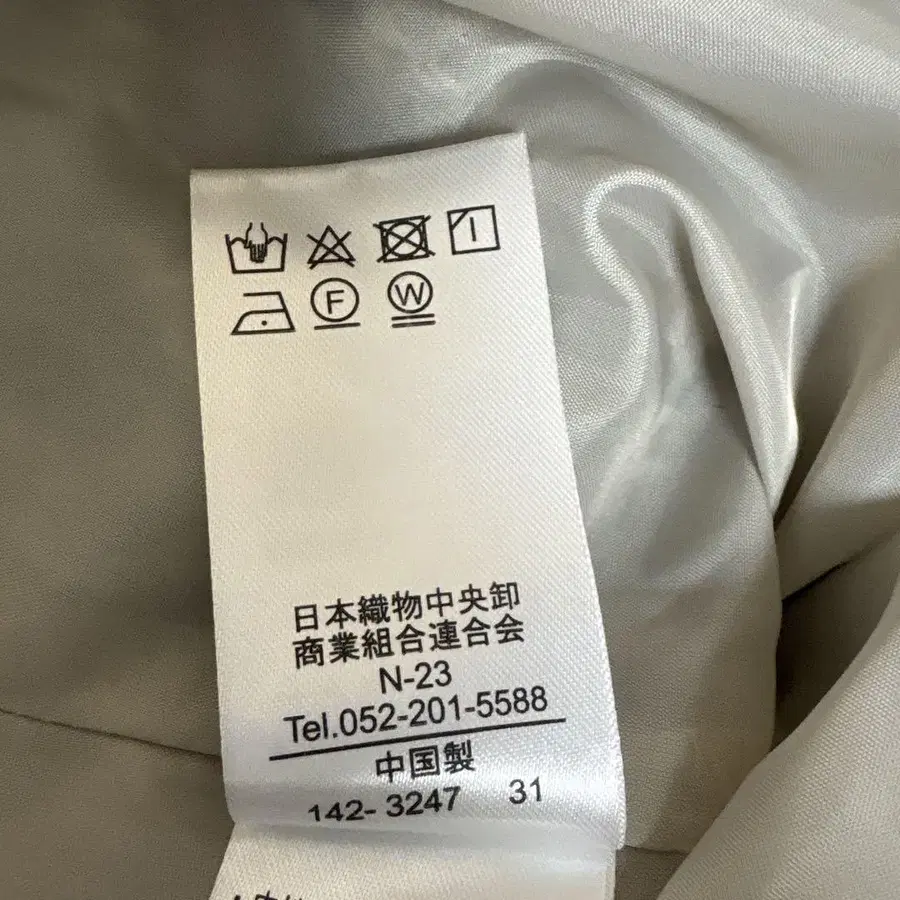 F W
日本織物中央卸
商業組合連合会
N-23
Tel.052-201-5588
中国製
142- 3247 31